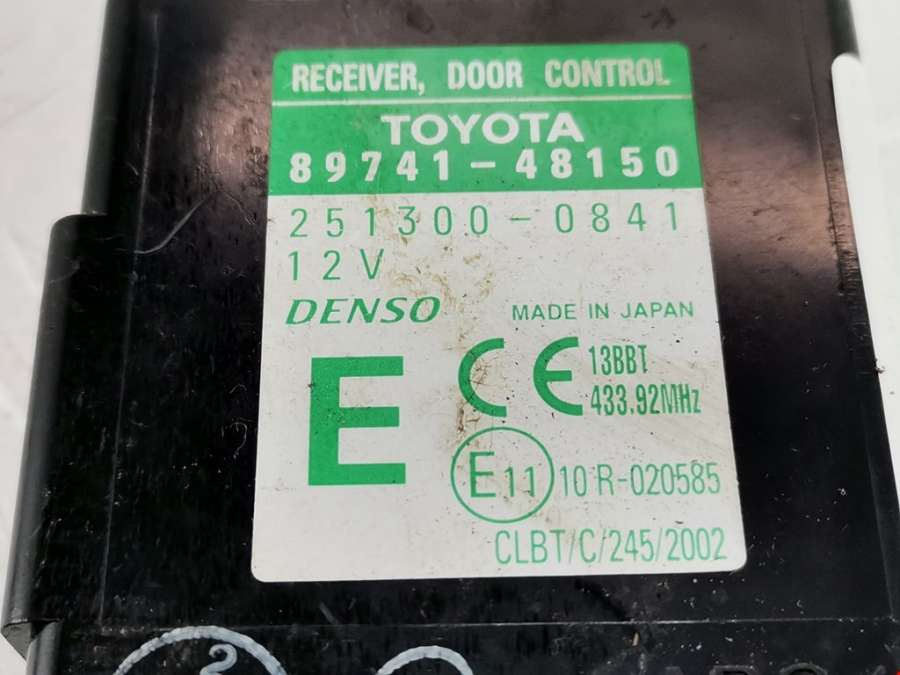 RECEIVER, DOOR CONTROL
TOYOTA
89741-48150
251300-0841
12V
DENSO MADE IN JAPAN
E CE 13BBT
433.92MHz
E11 10R-020585
CLBT/C/245/2002